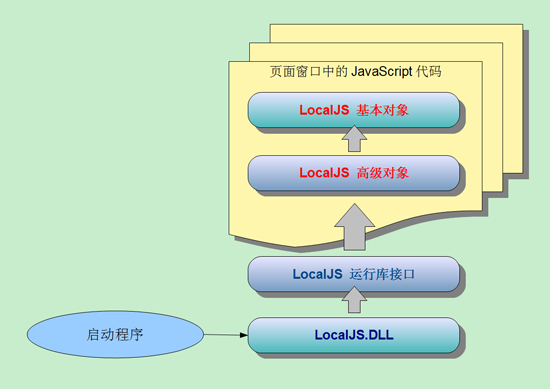 页面窗口中的 JavaScript 代码
LocalJS 基本对象
LocalJS 高级对象
LocalJS 运行库接口
启动程序
LocalJS.DLL